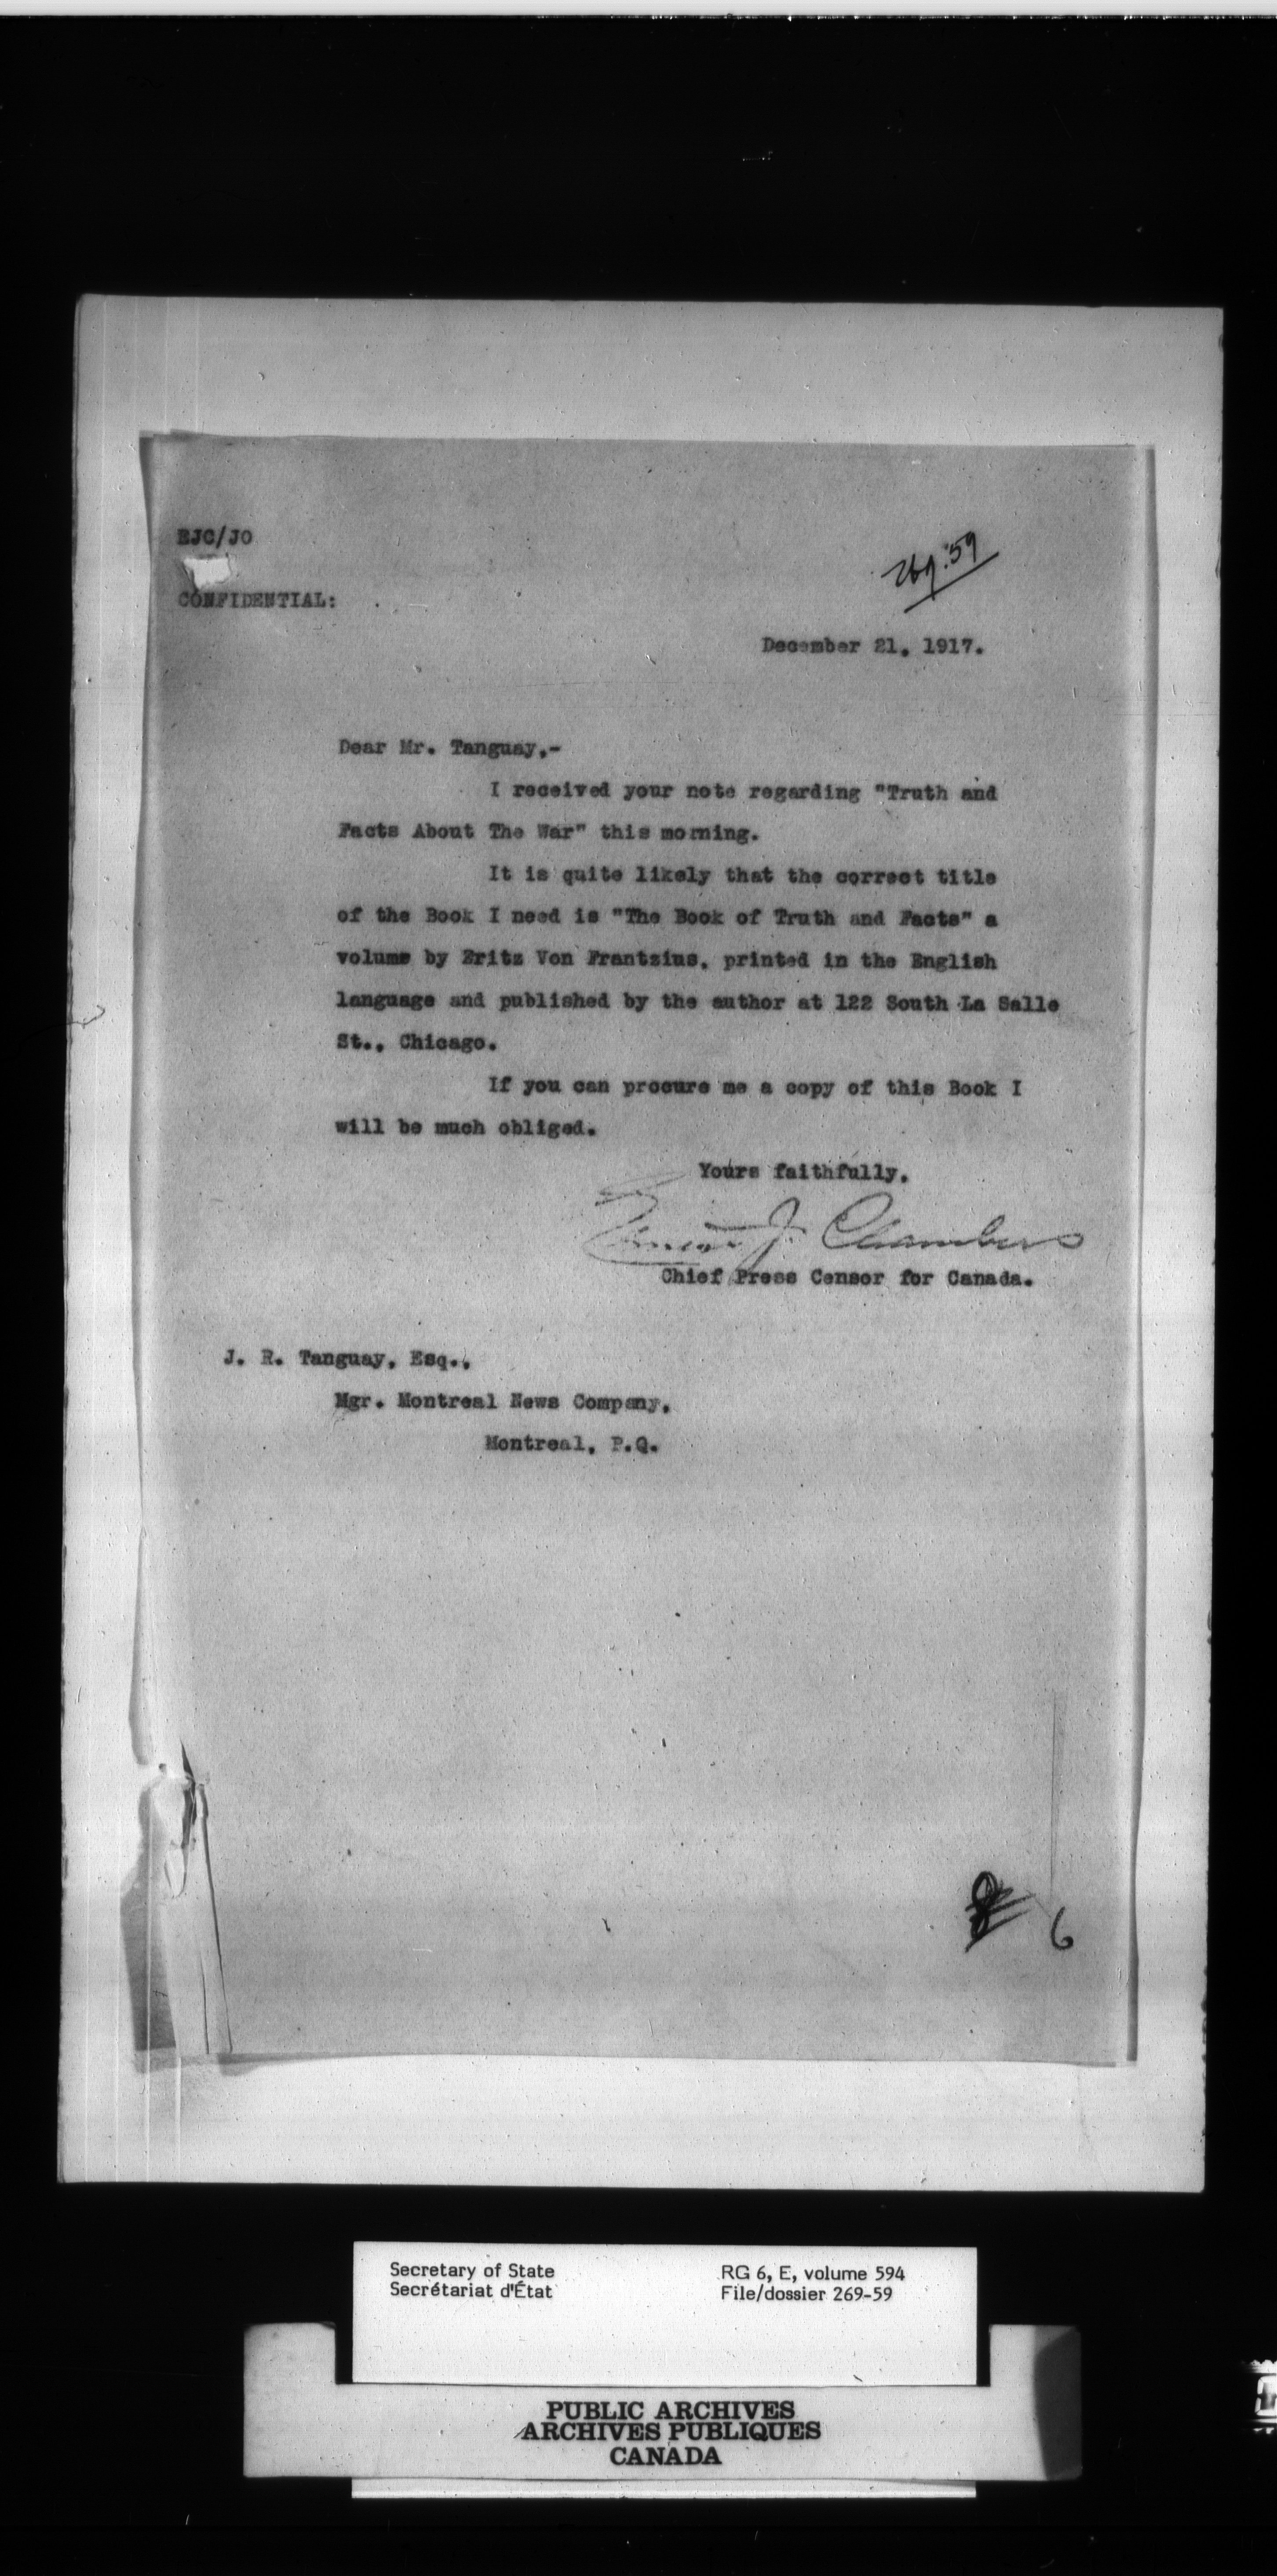 EJC/JO
269-59
CONFIDENTIAL:
December 21, 1917.
Dear Mr. Tanguay,-
I received your note regarding "Truth and
Facts About The War" this morning.
It is quite likely that the correct title
of the Book I need is "The Book of Truth and Facts" a
volume by Fritz Von Frantzius, printed in the English
language and published by the author at 122 South La Salle
St., Chicago.
If you can procure me a copy of this Book I
will be much obliged.
Yours faithfully,
Ernest J. Chambers
Chief Press Censor for Canada.
J. R. Tanguay, Esq.,
Mgr. Montreal News Company,
Montreal, P.Q.
6
Secretary of State
Secrétariat d'État
RG 6, E, volume 594
File/dossier 269-59
PUBLIC ARCHIVES
ARCHIVES PUBLIQUES
CANADA